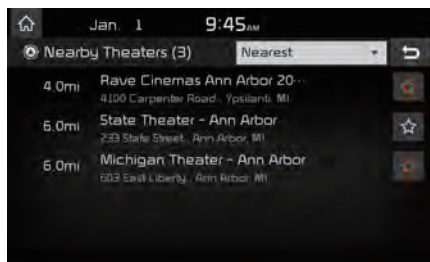 Jan. 1 9:45AM
Nearby Theaters (3) Nearest
4.0mi Rave Cinemas Ann Arbor 20···
4100 Carpenter Road., Ypsilanti, MI
6.0mi State Theater - Ann Arbor
233 State Street., Ann Arbor, MI
6.0mi Michigan Theater - Ann Arbor
603 East Liberty., Ann Arbor, MI